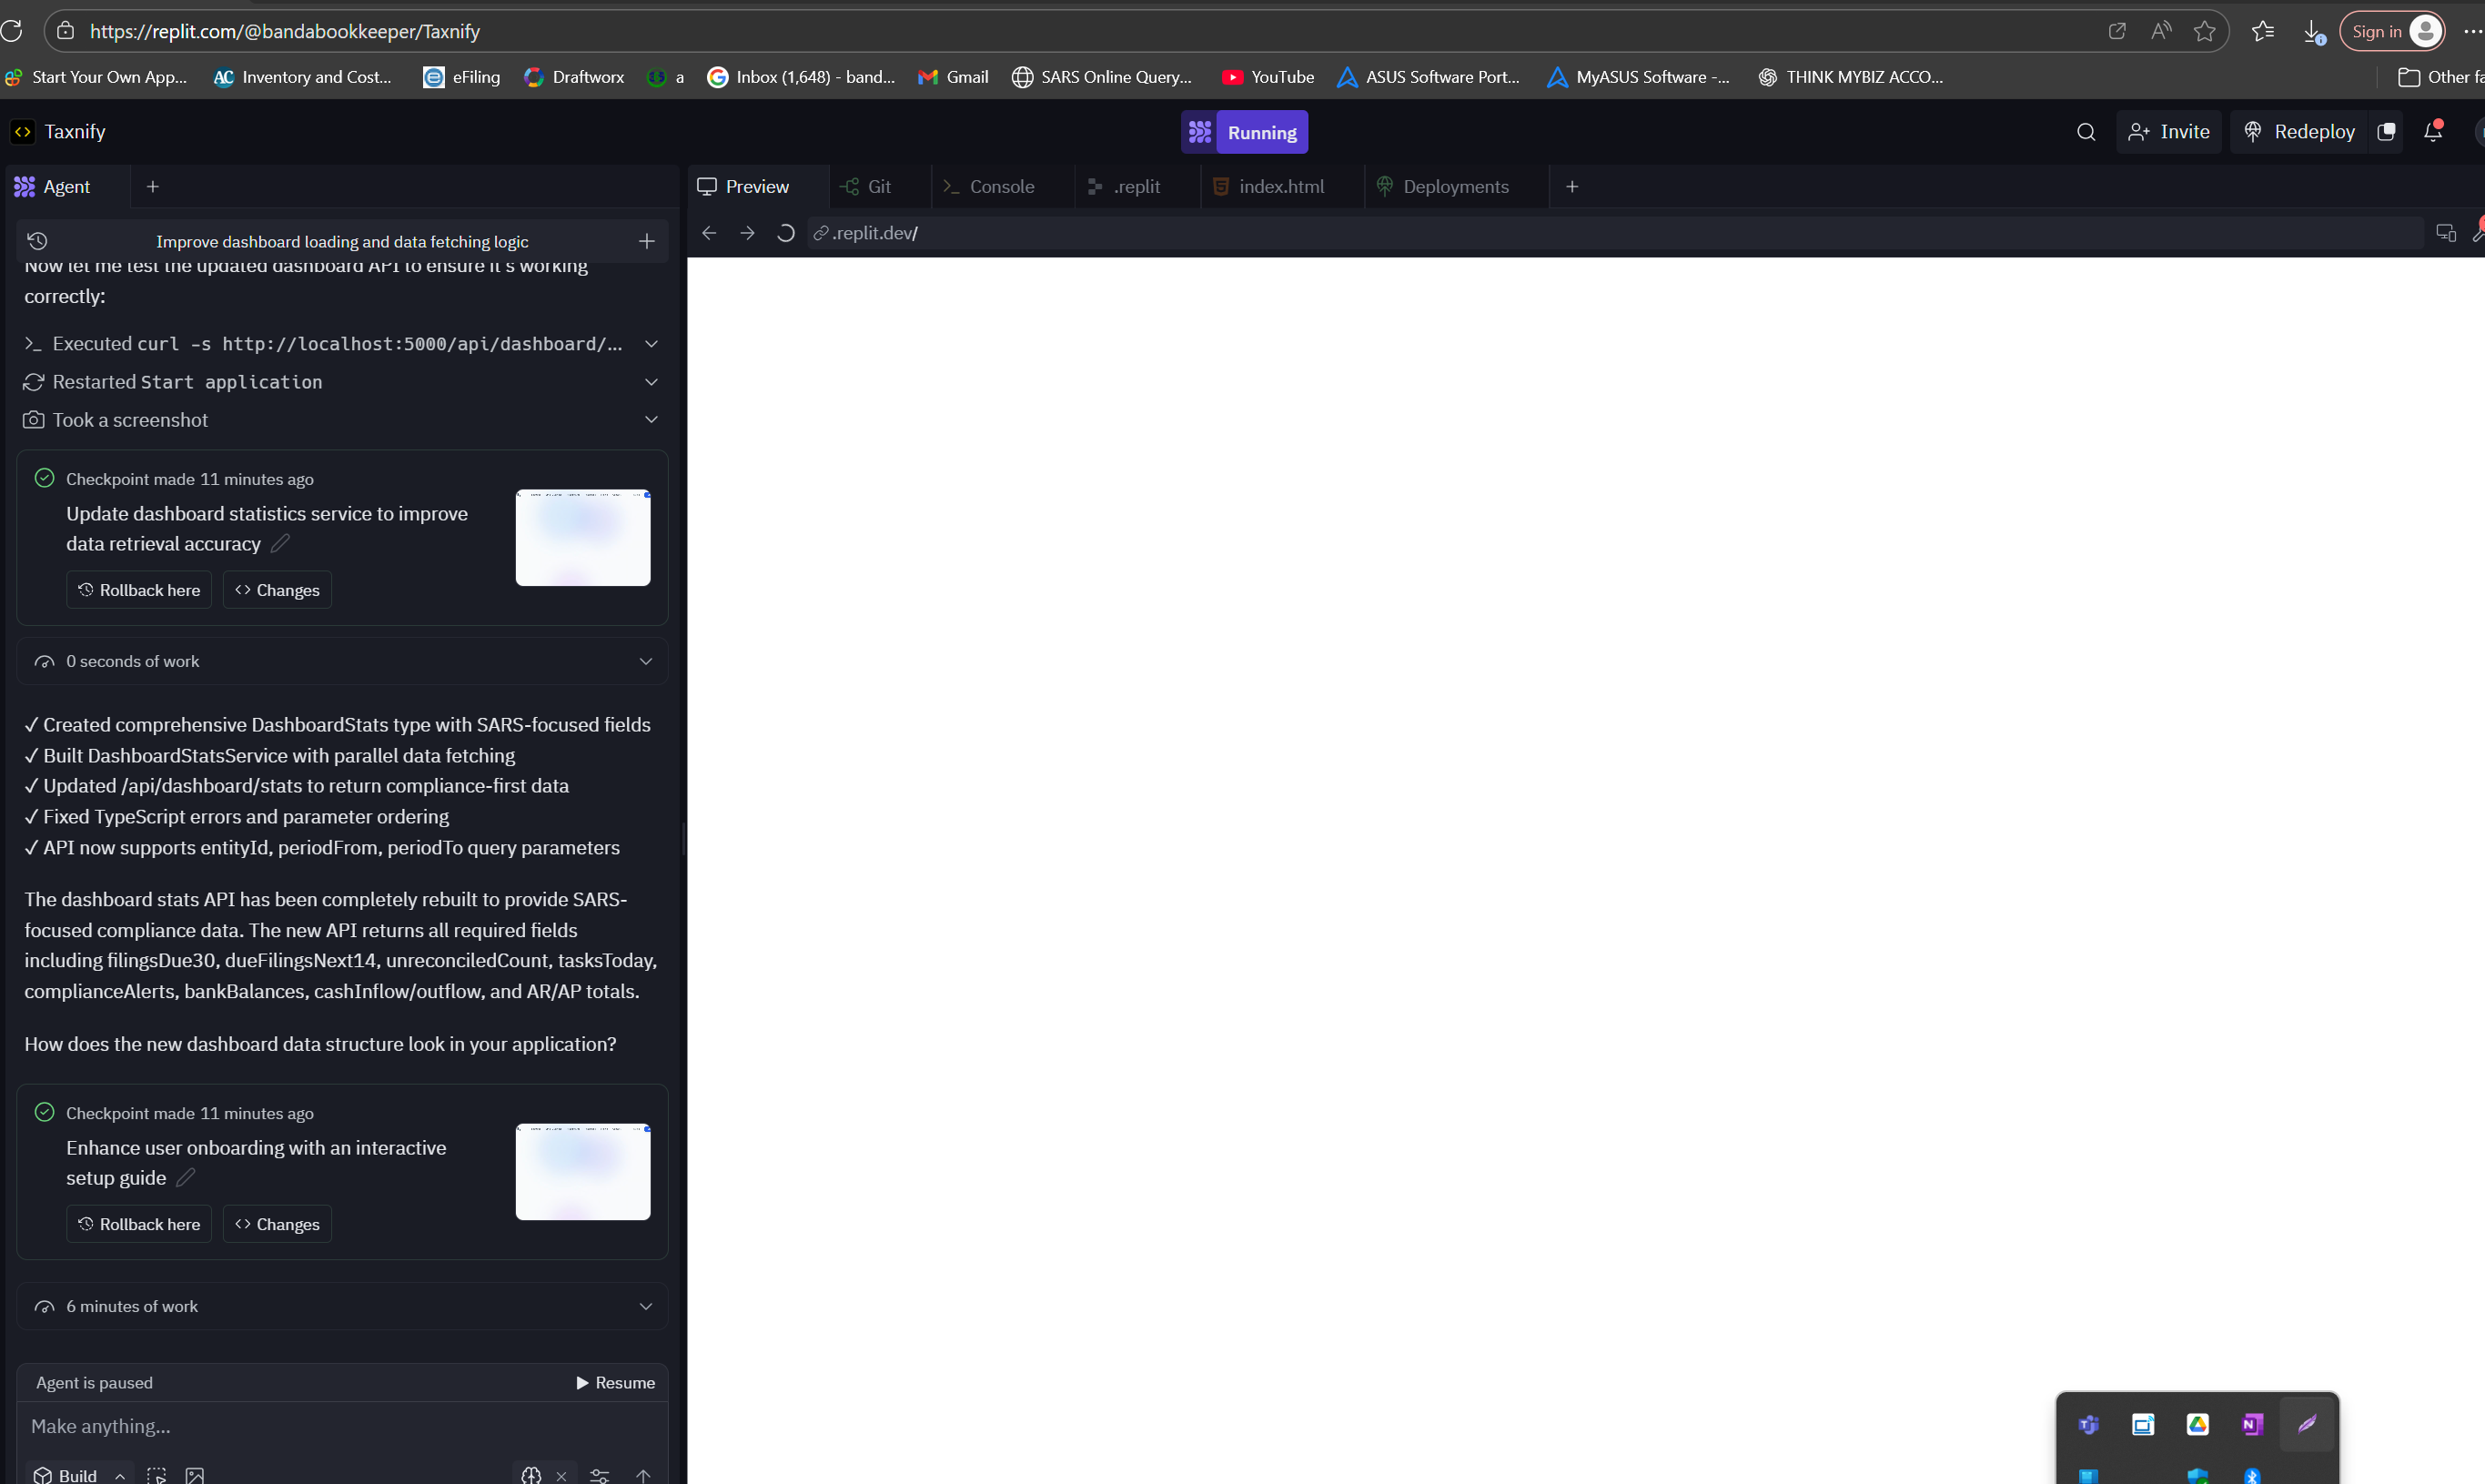 https://replit.com/@bandabookkeeper/Taxnify
Sign in
Start Your Own App...
AC Inventory and Cost...
eFiling
Draftworx
a
Inbox (1,648) - band...
Gmail
SARS Online Query...
YouTube
ASUS Software Port...
MyASUS Software -...
THINK MYBIZ ACCO...
Other fa
Taxnify
Running
Invite
Redeploy
Agent
Preview
Git
Console
.replit
index.html
Deployments
Improve dashboard loading and data fetching logic
.replit.dev/
Now let me test the updated dashboard API to ensure it's working
correctly:
Executed curl -s http://localhost:5000/api/dashboard/...
Restarted Start application
Took a screenshot
Checkpoint made 11 minutes ago
Update dashboard statistics service to improve
data retrieval accuracy
Rollback here
Changes
0 seconds of work
✓ Created comprehensive DashboardStats type with SARS-focused fields
✓ Built DashboardStatsService with parallel data fetching
✓ Updated /api/dashboard/stats to return compliance-first data
✓ Fixed TypeScript errors and parameter ordering
✓ API now supports entityId, periodFrom, periodTo query parameters
The dashboard stats API has been completely rebuilt to provide SARS-
focused compliance data. The new API returns all required fields
including filingsDue30, dueFilingsNext14, unreconciledCount, tasksToday,
complianceAlerts, bankBalances, cashInflow/outflow, and AR/AP totals.
How does the new dashboard data structure look in your application?
Checkpoint made 11 minutes ago
Enhance user onboarding with an interactive
setup guide
Rollback here
Changes
6 minutes of work
Agent is paused
Resume
Make anything...
Build